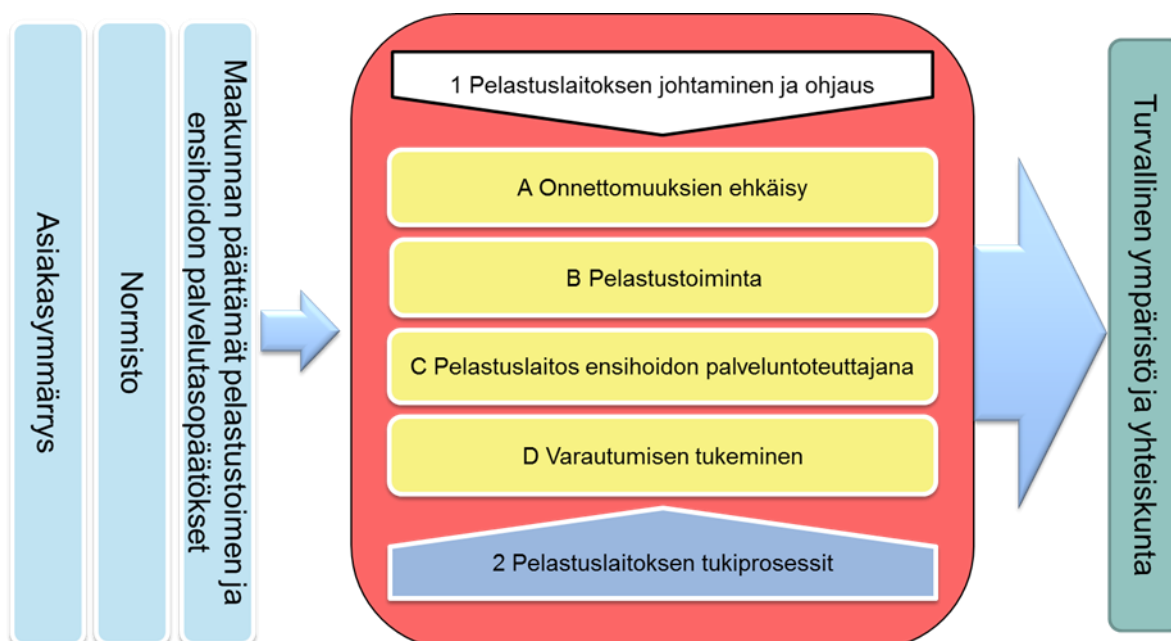 Asiakasymmärrys
Normisto
Maakunnan päättämät pelastustoimen ja
ensihoidon palvelutasopäätökset
1 Pelastuslaitoksen johtaminen ja ohjaus
A Onnettomuuksien ehkäisy
B Pelastustoiminta
C Pelastuslaitos ensihoidon palveluntoteuttajana
D Varautumisen tukeminen
2 Pelastuslaitoksen tukiprosessit
Turvallinen ympäristö ja yhteiskunta